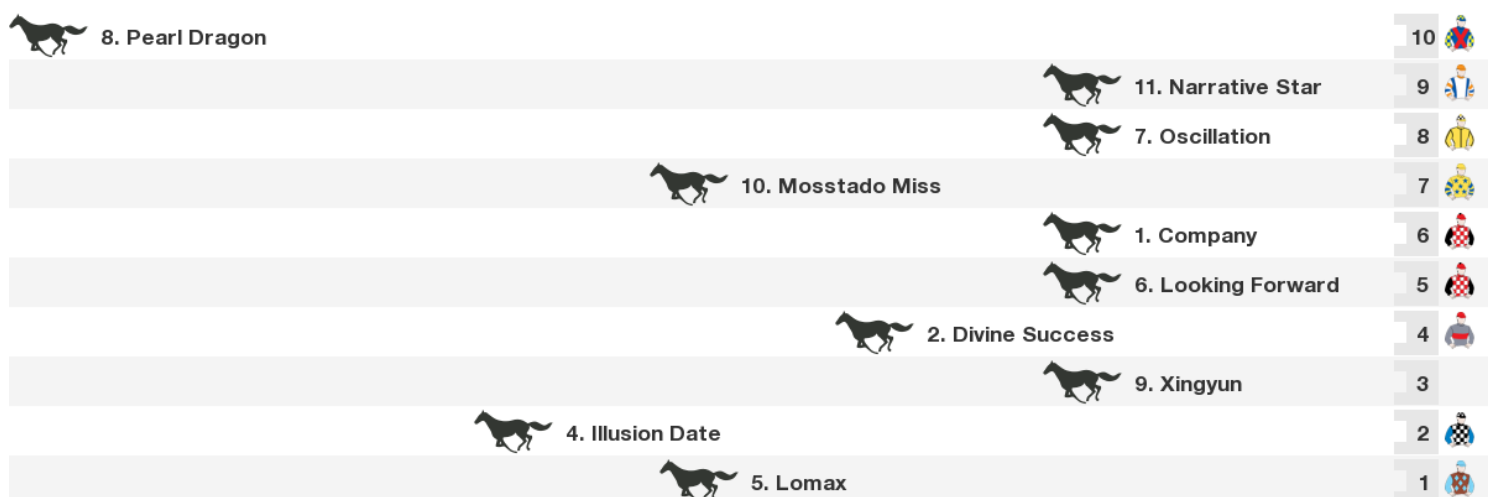 8. Pearl Dragon 10
11. Narrative Star 9
7. Oscillation 8
10. Mosstado Miss 7
1. Company 6
6. Looking Forward 5
2. Divine Success 4
9. Xingyun 3
4. Illusion Date 2
5. Lomax 1